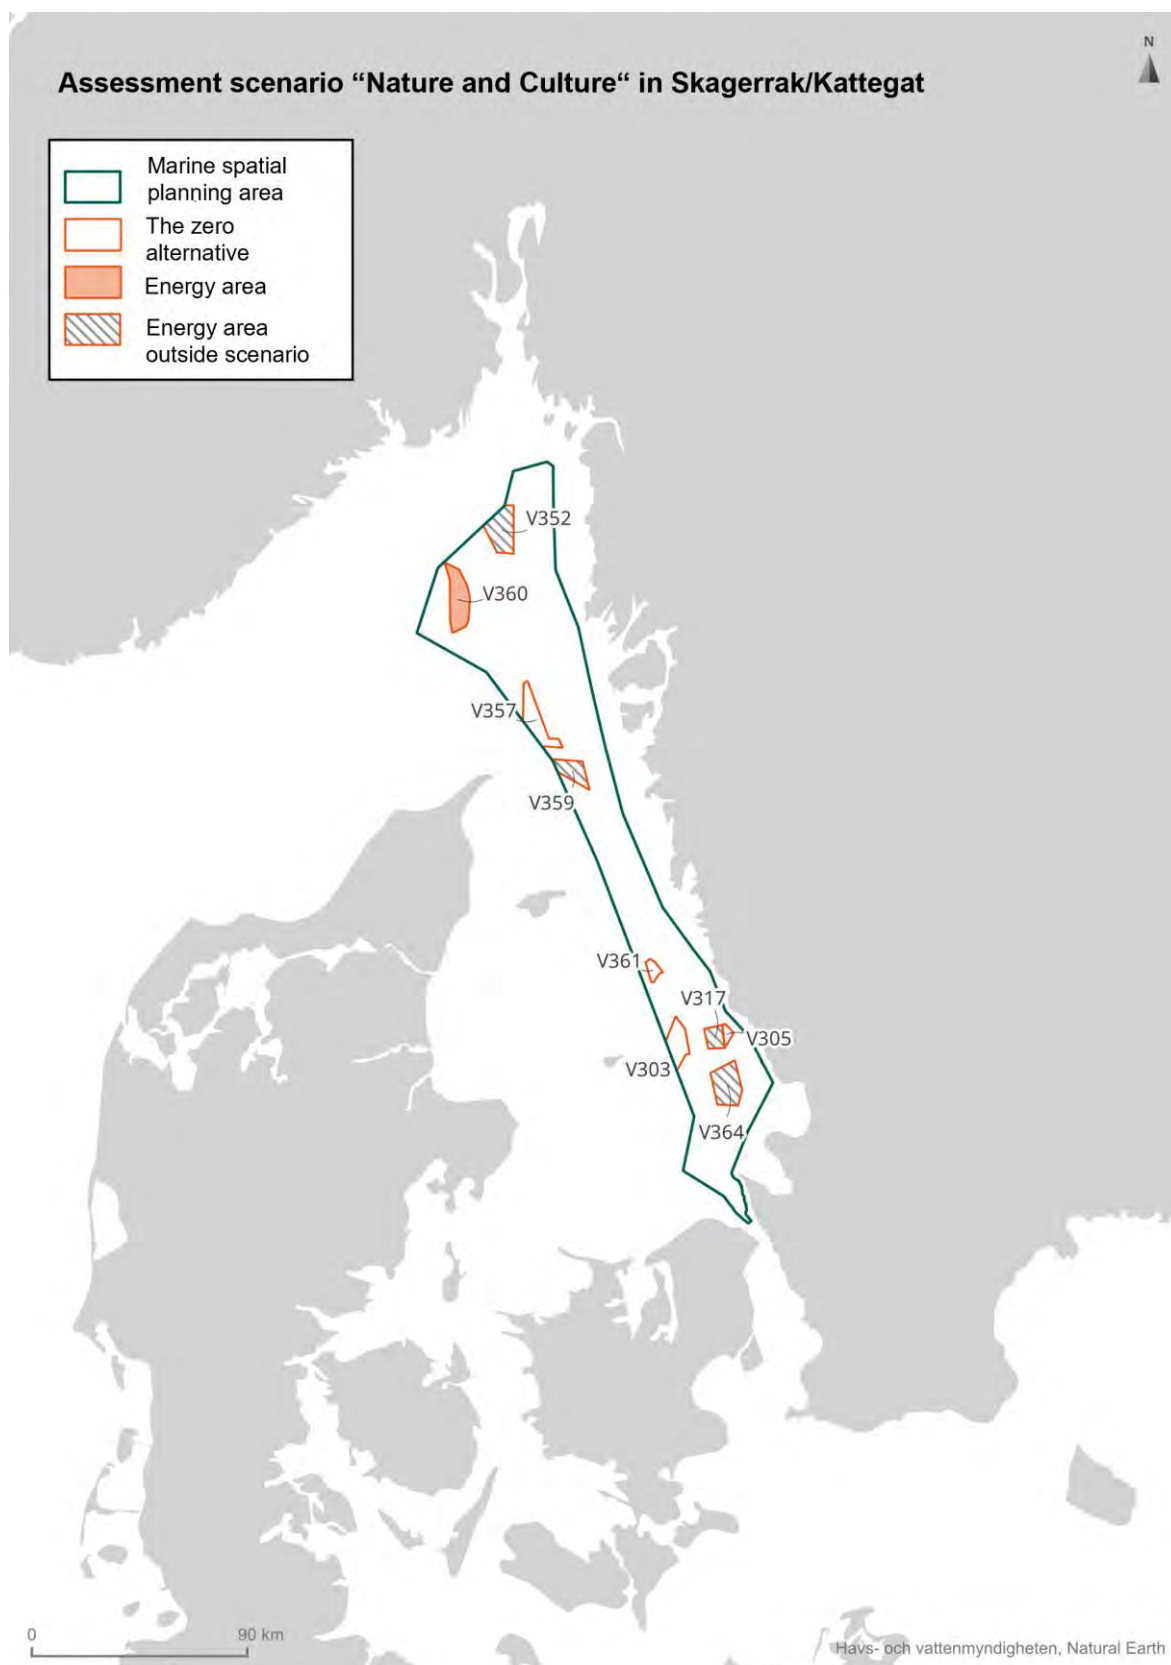 N
Assessment scenario “Nature and Culture“ in Skagerrak/Kattegat
Marine spatial
planning area
The zero
alternative
Energy area
Energy area
outside scenario
V352
V360
V357
V359
V361
V317
V305
V303
V364
0
90 km
Havs- och vattenmyndigheten, Natural Earth